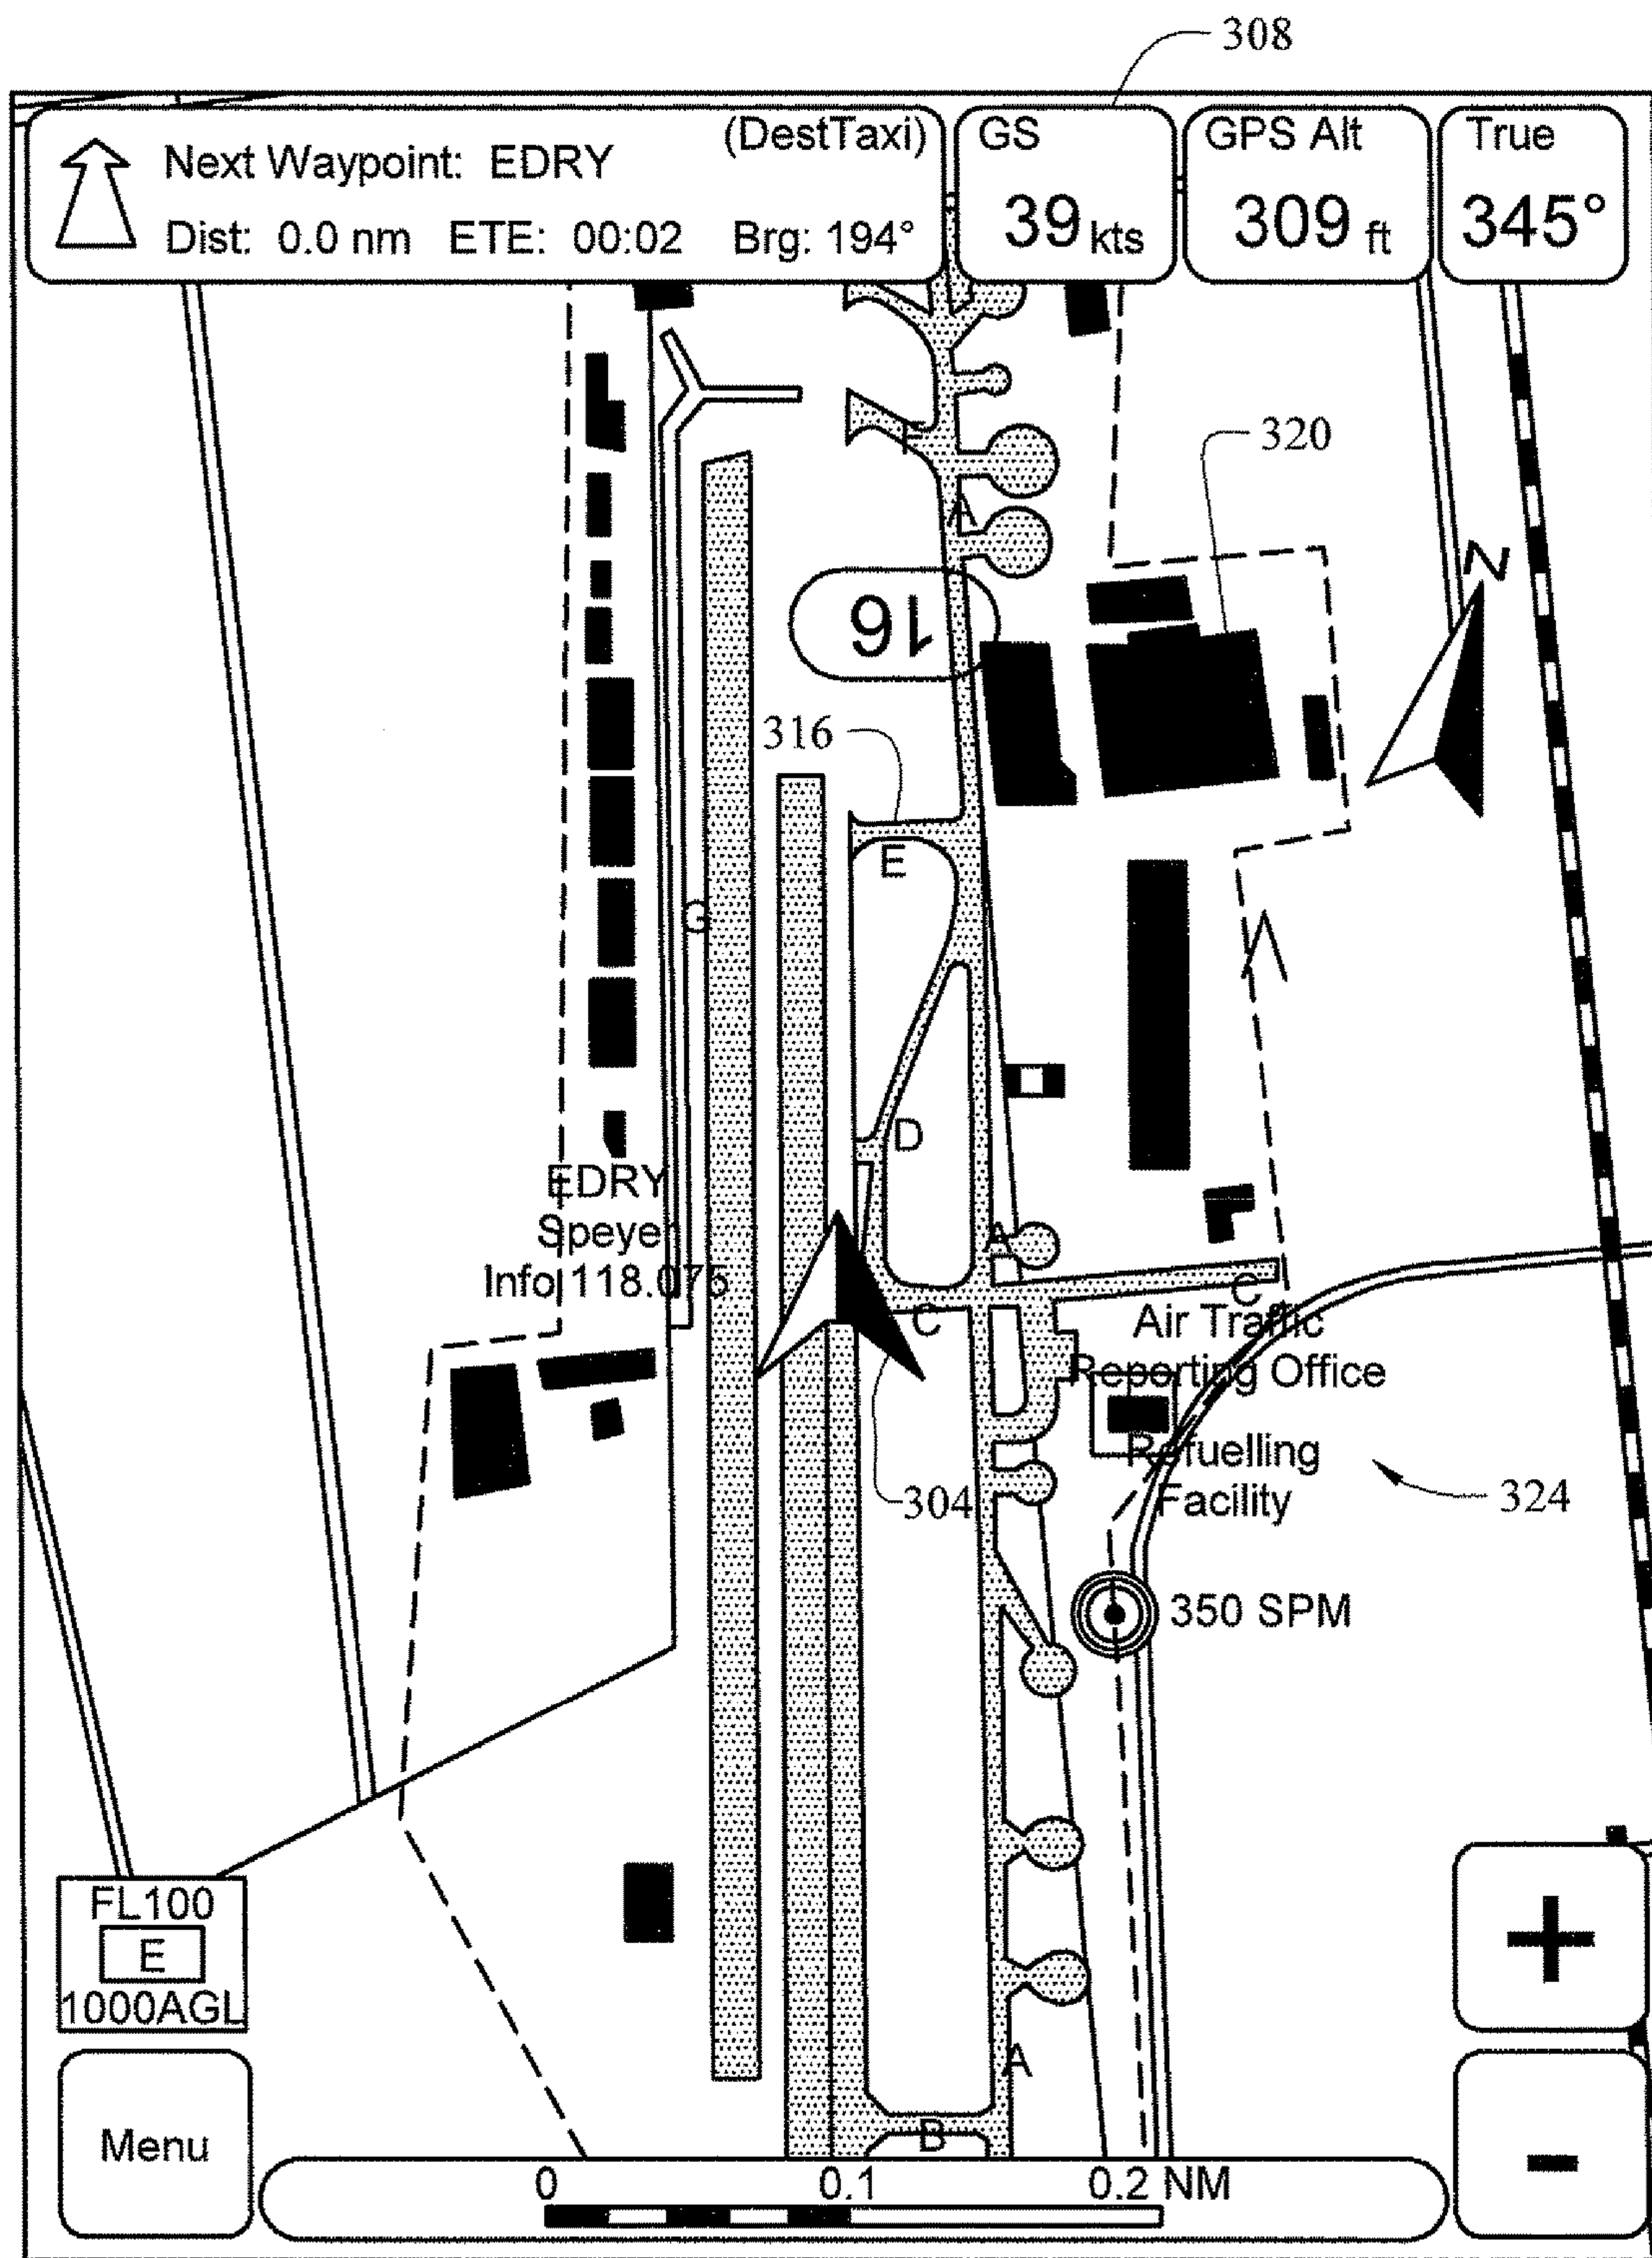 308
(DestTaxi)
Next Waypoint: EDRY
Dist: 0.0 nm ETE: 00:02 Brg: 194°
GS
39 kts
GPS Alt
309 ft
True
345°
F
320
A
N
16
316
E
G
D
EDRY
Speyer
Info 118.075
A
C
C
Air Traffic
Reporting Office
Refuelling
Facility
304
324
350 SPM
FL100
E
1000AGL
A
B
Menu
+
-
0 0.1 0.2 NM